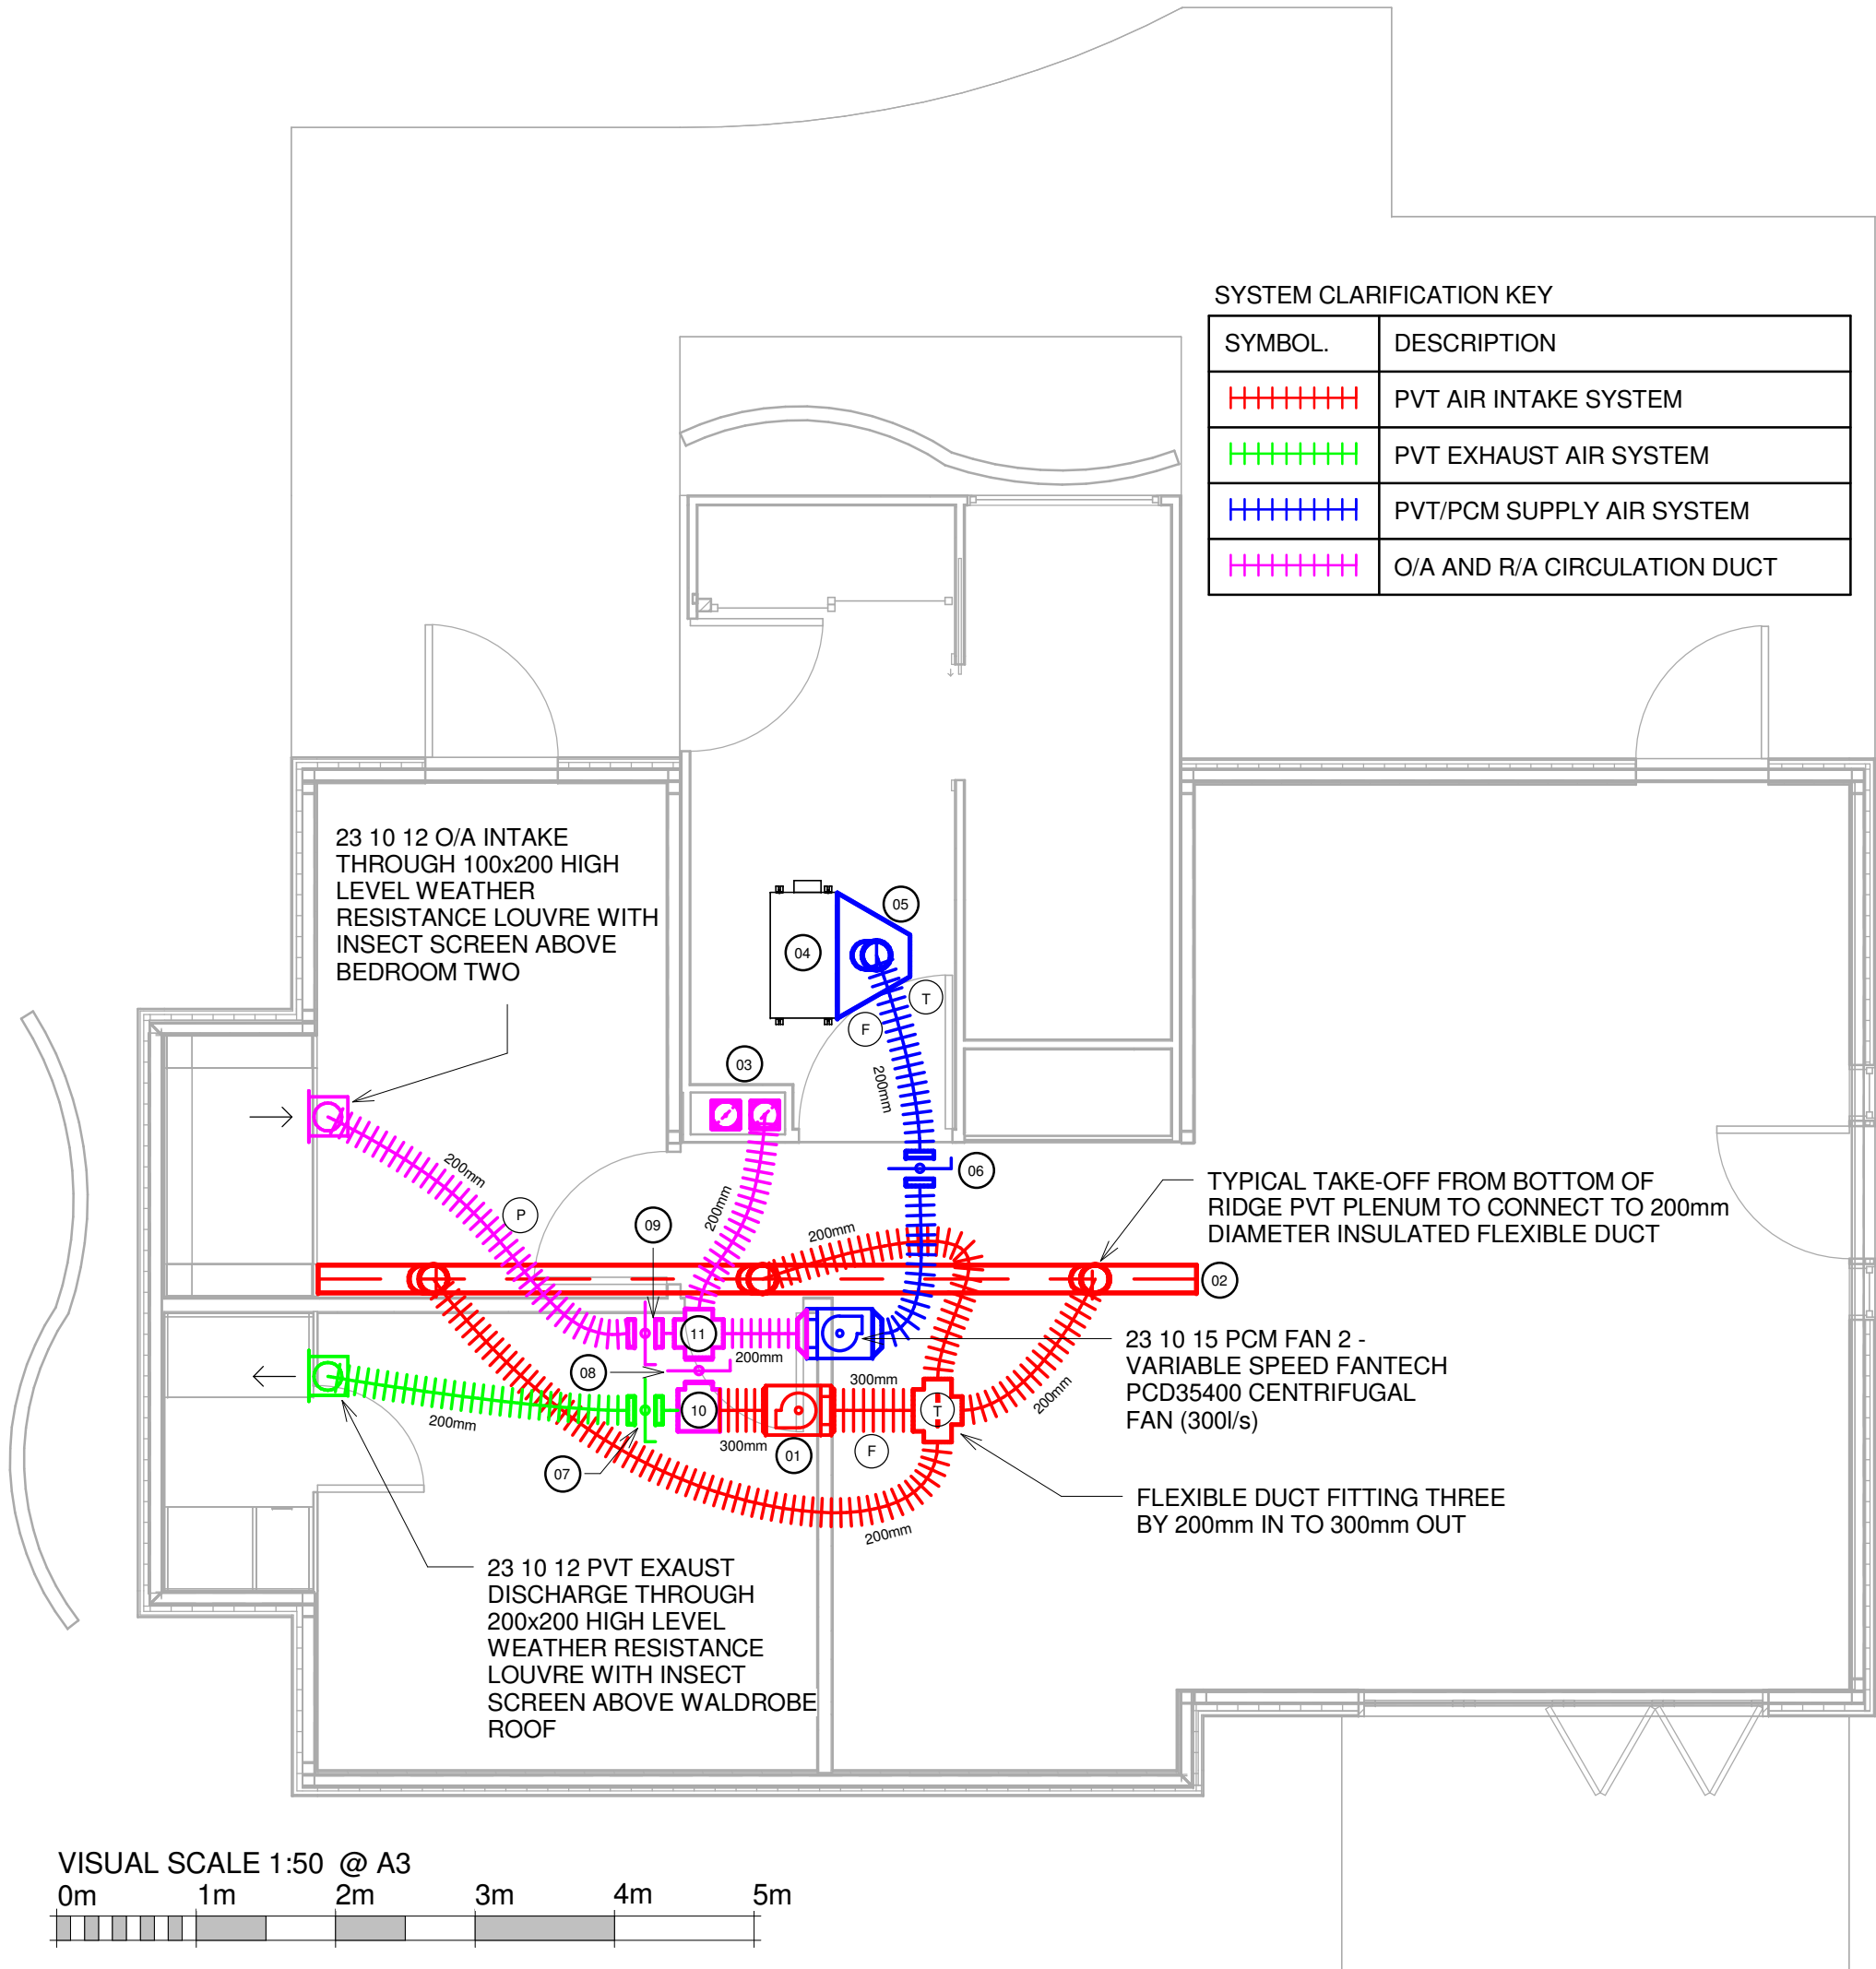 SYSTEM CLARIFICATION KEY
SYMBOL. DESCRIPTION
PVT AIR INTAKE SYSTEM
PVT EXHAUST AIR SYSTEM
PVT/PCM SUPPLY AIR SYSTEM
O/A AND R/A CIRCULATION DUCT
23 10 12 O/A INTAKE
THROUGH 100x200 HIGH
LEVEL WEATHER
RESISTANCE LOUVRE WITH
INSECT SCREEN ABOVE
BEDROOM TWO
05
04
T
F
03
200mm
06
200mm
P
200mm
09
200mm
TYPICAL TAKE-OFF FROM BOTTOM OF
RIDGE PVT PLENUM TO CONNECT TO 200mm
DIAMETER INSULATED FLEXIBLE DUCT
02
11
200mm
08
23 10 15 PCM FAN 2 -
VARIABLE SPEED FANTECH
PCD35400 CENTRIFUGAL
FAN (300l/s)
300mm
200mm
10
T
200mm
300mm
01
F
07
200mm
FLEXIBLE DUCT FITTING THREE
BY 200mm IN TO 300mm OUT
23 10 12 PVT EXAUST
DISCHARGE THROUGH
200x200 HIGH LEVEL
WEATHER RESISTANCE
LOUVRE WITH INSECT
SCREEN ABOVE WALDROBE
ROOF
VISUAL SCALE 1:50 @ A3
0m 1m 2m 3m 4m 5m